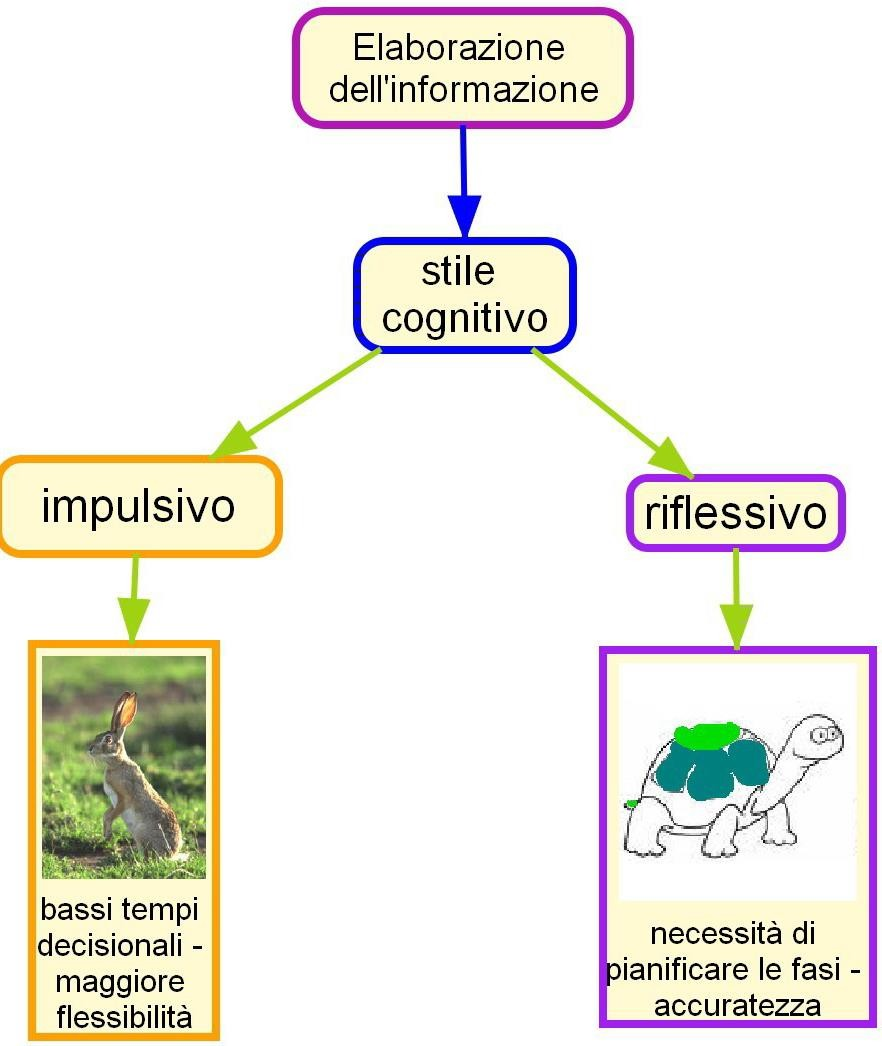 Elaborazione
dell'informazione
stile
cognitivo
impulsivo
riflessivo
bassi tempi
decisionali -
maggiore
flessibilità
necessità di
pianificare le fasi -
accuratezza